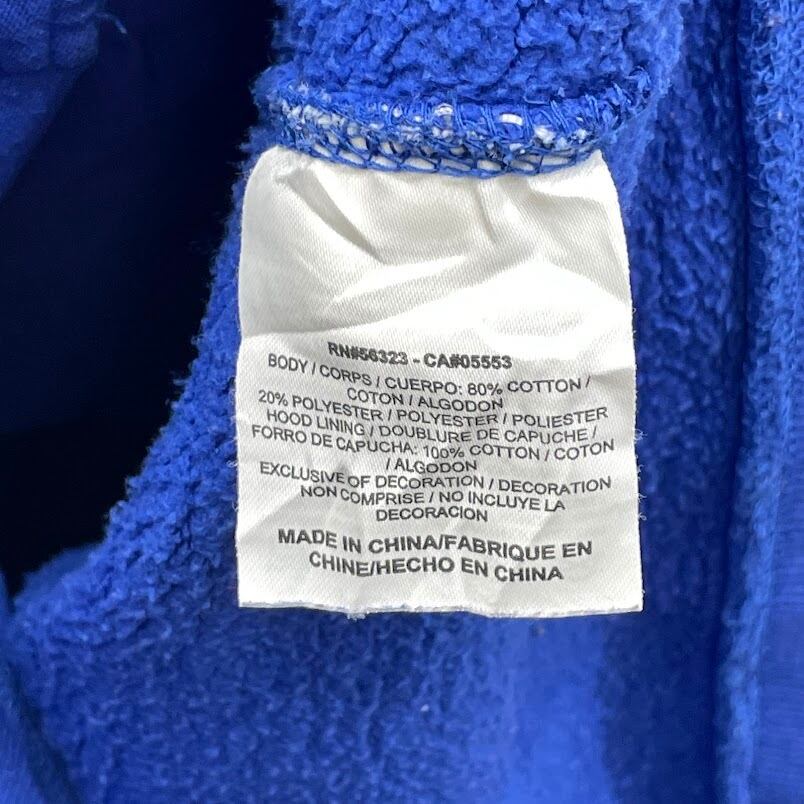 RN#56323 - CA#05553
BODY / CORPS / CUERPO: 80% COTTON /
COTON / ALGODON
20% POLYESTER / POLYESTER / POLIESTER
HOOD LINING / DOUBLURE DE CAPUCHE /
FORRO DE CAPUCHA: 100% COTTON / COTON
/ ALGODON
EXCLUSIVE OF DECORATION / DECORATION
NON COMPRISE / NO INCLUYE LA
DECORACION
MADE IN CHINA/FABRIQUE EN
CHINE/HECHO EN CHINA